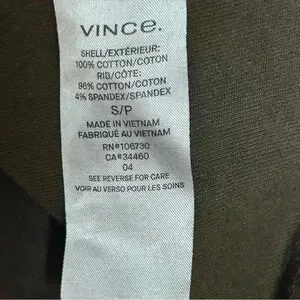 VINCE.
SHELL/EXTÉRIEUR:
100% COTTON/COTON
RIB/CÔTE:
96% COTTON/COTON
4% SPANDEX/SPANDEX
S/P
MADE IN VIETNAM
FABRIQUÉ AU VIETNAM
RN#106730
CA#34460
04
SEE REVERSE FOR CARE
VOIR AU VERSO POUR LES SOINS